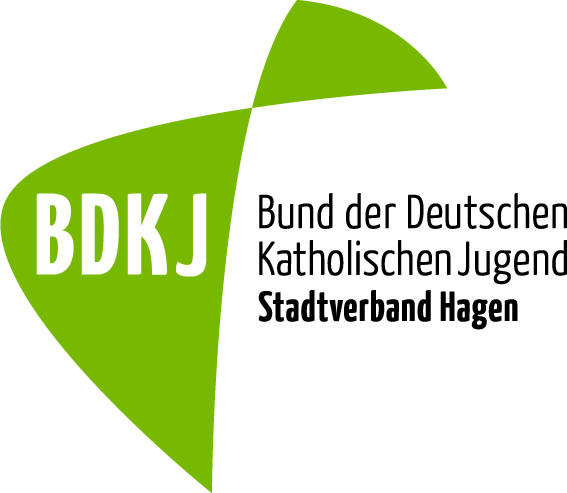 BDKJ
Bund der Deutschen
Katholischen Jugend
Stadtverband Hagen